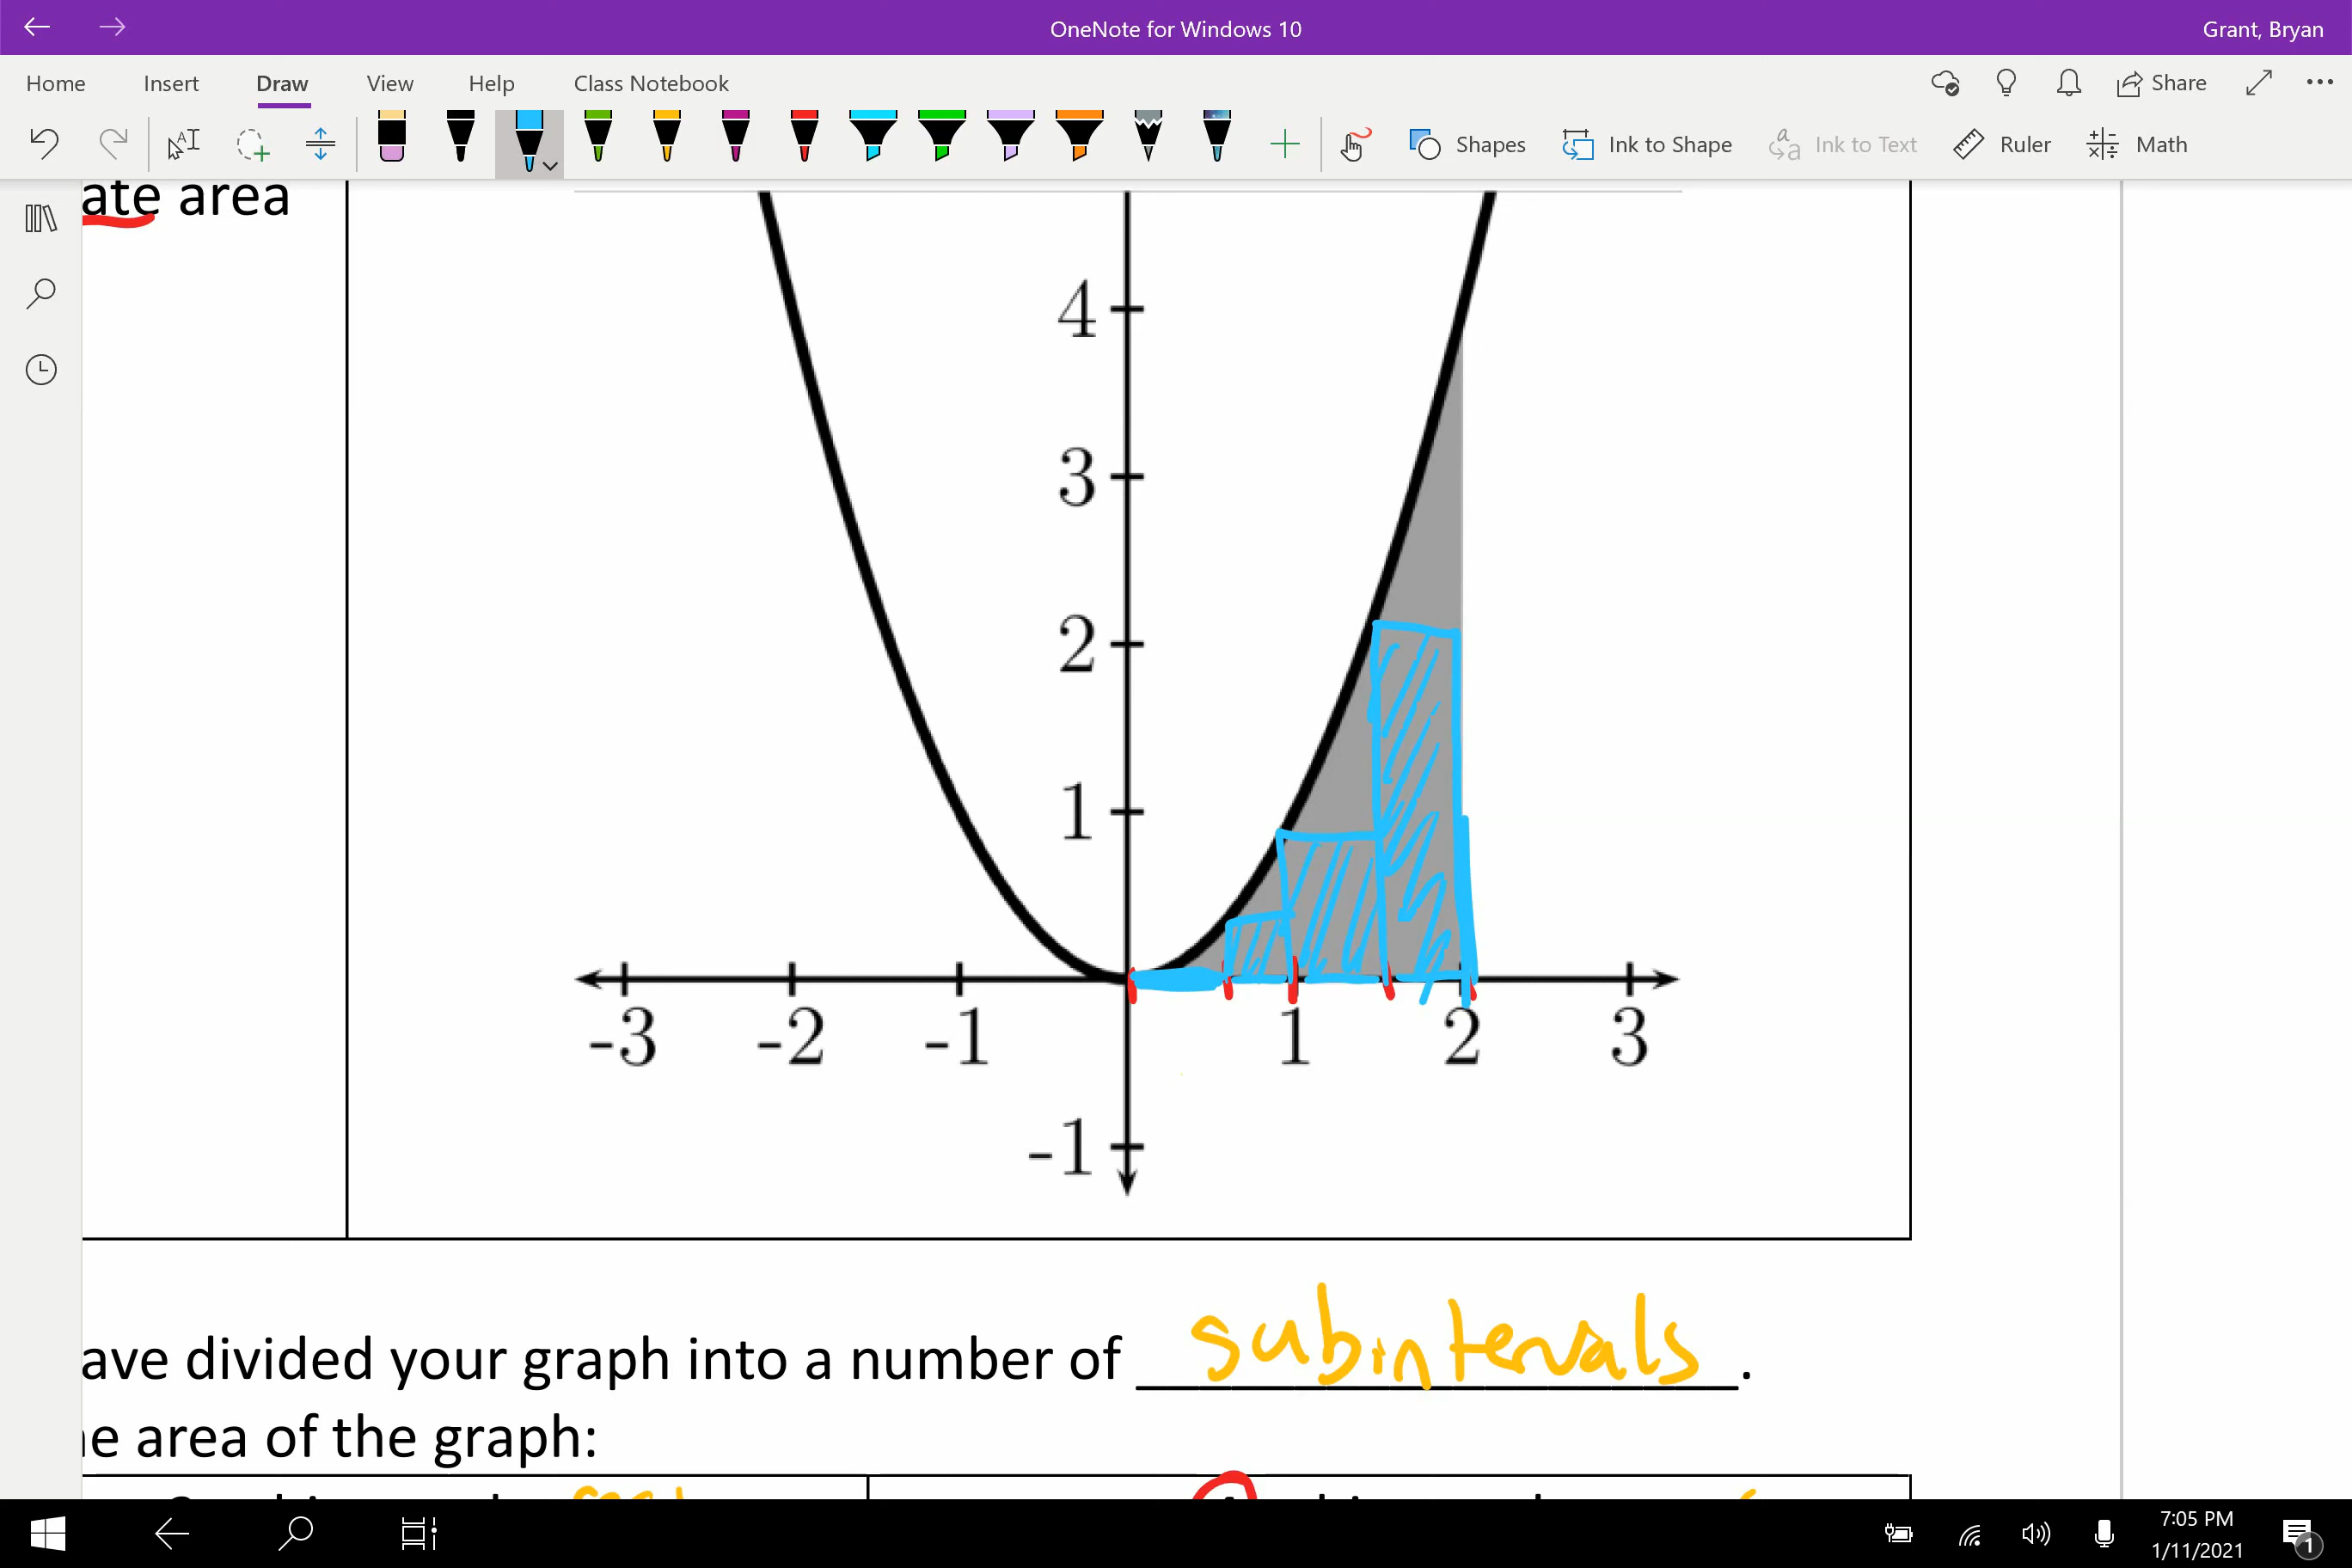 OneNote for Windows 10
Grant, Bryan
Home Insert Draw View Help Class Notebook
Share
Shapes Ink to Shape Ink to Text Ruler Math
ate area
4
3
2
1
-3 -2 -1 1 2 3
-1
ave divided your graph into a number of subintervals.
e area of the graph:
7:05 PM
1/11/2021
1